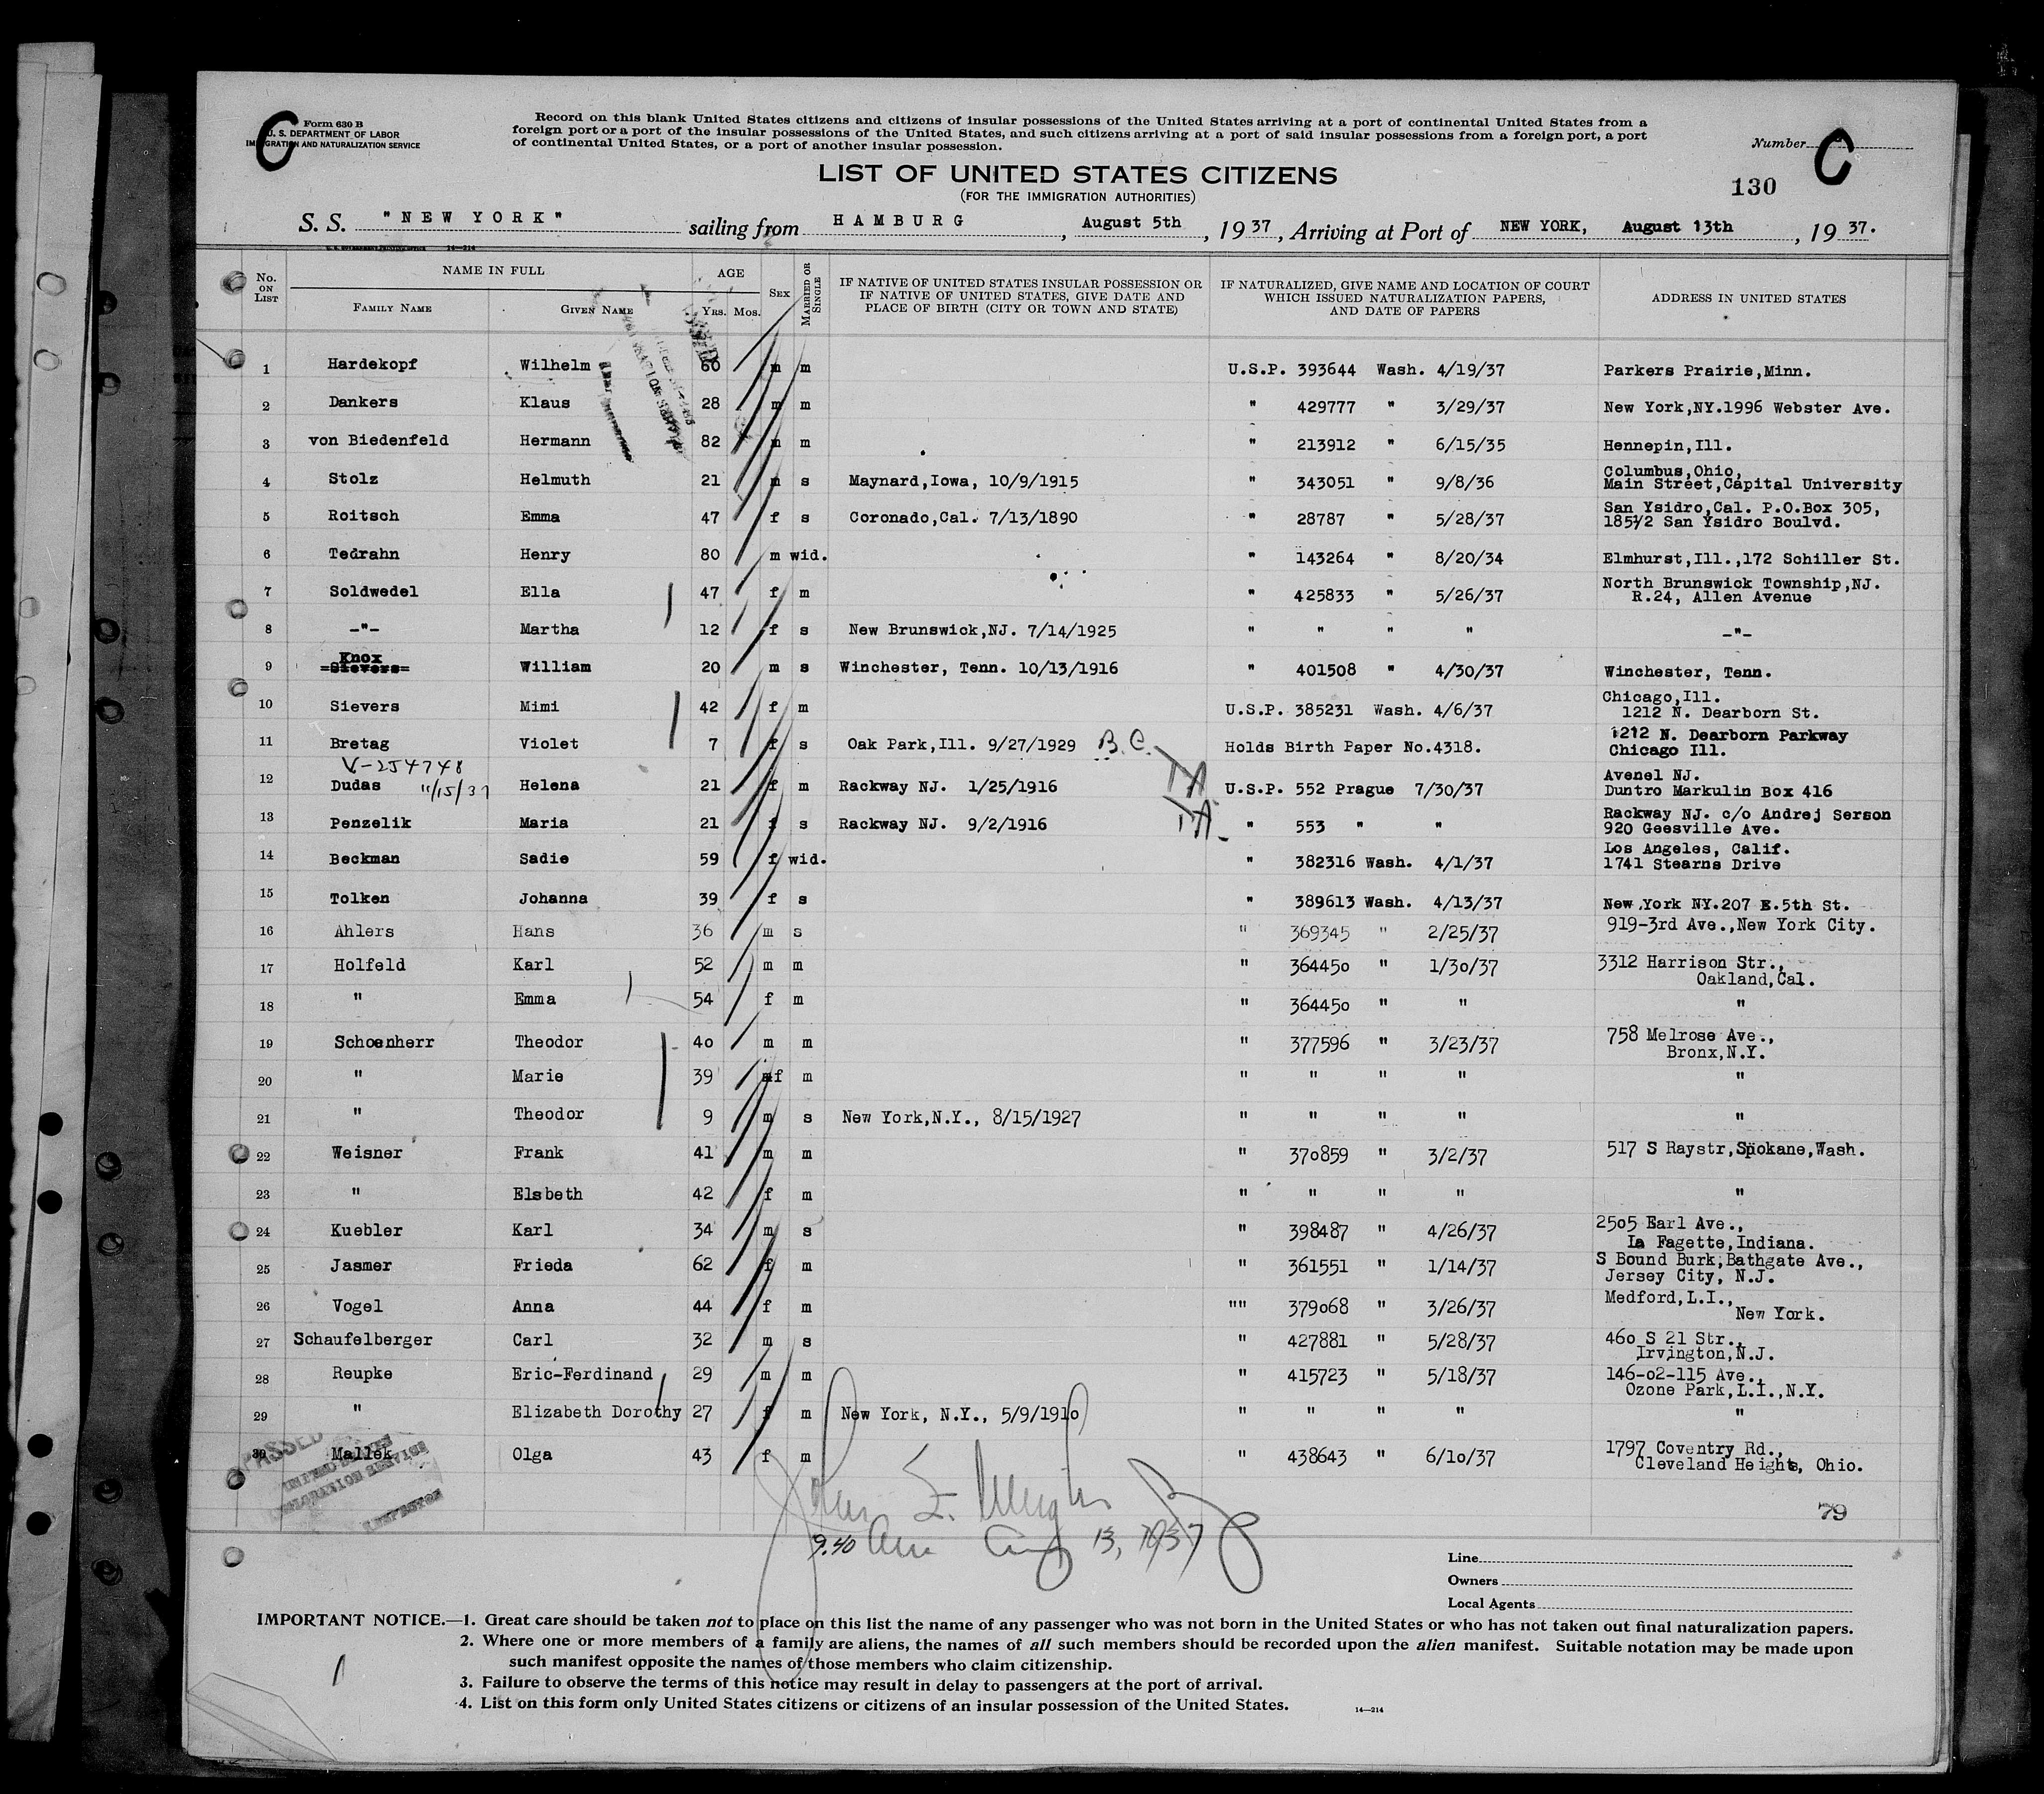 Form 630 B
U. S. DEPARTMENT OF LABOR
IMMIGRATION AND NATURALIZATION SERVICE
C
Record on this blank United States citizens and citizens of insular possessions of the United States arriving at a port of continental United States from a
foreign port or a port of the insular possessions of the United States, and such citizens arriving at a port of said insular possessions from a foreign port, a port
of continental United States, or a port of another insular possession.
Number C
LIST OF UNITED STATES CITIZENS
(FOR THE IMMIGRATION AUTHORITIES)
130
S. S. "NEW YORK" sailing from HAMBURG, August 5th, 1937, Arriving at Port of NEW YORK, August 13th, 1937.
14—214
No. ON LIST NAME IN FULL AGE SEX MARRIED OR SINGLE IF NATIVE OF UNITED STATES INSULAR POSSESSION OR IF NATIVE OF UNITED STATES, GIVE DATE AND PLACE OF BIRTH (CITY OR TOWN AND STATE) IF NATURALIZED, GIVE NAME AND LOCATION OF COURT WHICH ISSUED NATURALIZATION PAPERS, AND DATE OF PAPERS ADDRESS IN UNITED STATES
FAMILY NAME GIVEN NAME YRS. MOS.
1 Hardekopf Wilhelm 60 m m U.S.P. 393644 Wash. 4/19/37 Parkers Prairie,Minn.
2 Dankers Klaus 28 m m " 429777 " 3/29/37 New York,NY.1996 Webster Ave.
3 von Biedenfeld Hermann 82 m m " 213912 " 6/15/35 Hennepin,Ill.
4 Stolz Helmuth 21 m s Maynard,Iowa, 10/9/1915 " 343051 " 9/8/36 Columbus,Ohio,
Main Street,Capital University
5 Roitsch Emma 47 f s Coronado,Cal. 7/13/1890 " 28787 " 5/28/37 San Ysidro,Cal. P.O.Box 305,
1851/2 San Ysidro Boulvd.
6 Tedrahn Henry 80 m wid. " 143264 " 8/20/34 Elmhurst,Ill.,172 Schiller St.
7 Soldwedel Ella 47 f m " 425833 " 5/26/37 North Brunswick Township,NJ.
R.24, Allen Avenue
8 -"- Martha 12 f s New Brunswick,NJ. 7/14/1925 " " " " -"-
Knox
9 =Sievers= William 20 m s Winchester, Tenn. 10/13/1916 " 401508 " 4/30/37 Winchester, Tenn.
10 Sievers Mimi 42 f m U.S.P. 385231 Wash. 4/6/37 Chicago,Ill.
1212 N. Dearborn St.
11 Bretag Violet 7 f s Oak Park,Ill. 9/27/1929 B.C. Holds Birth Paper No.4318. 1212 N. Dearborn Parkway
Chicago Ill.
V-254748
12 Dudas 11/15/37 Helena 21 f m Rackway NJ. 1/25/1916 TA U.S.P. 552 Prague 7/30/37 Avenel NJ.
Duntro Markulin Box 416
13 Penzelik Maria 21 f s Rackway NJ. 9/2/1916 TA " 553 " " Rackway NJ. c/o Andrej Serson
920 Geesville Ave.
14 Beckman Sadie 59 f wid. " 382316 Wash. 4/1/37 Los Angeles, Calif.
1741 Stearns Drive
15 Tolken Johanna 39 f s " 389613 Wash. 4/13/37 New York NY.207 E.5th St.
16 Ahlers Hans 36 m s " 369345 " 2/25/37 919-3rd Ave.,New York City.
17 Holfeld Karl 52 m m " 364450 " 1/30/37 3312 Harrison Str.,
Oakland,Cal.
18 " Emma 54 f m " 364450 " " "
19 Schoenherr Theodor 40 m m " 377596 " 3/23/37 758 Melrose Ave.,
Bronx,N.Y.
20 " Marie 39 f m " " " " "
21 " Theodor 9 m s New York,N.Y., 8/15/1927 " " " " "
22 Weisner Frank 41 m m " 370859 " 3/2/37 517 S Raystr,Spokane,Wash.
23 " Elsbeth 42 f m " " " " "
24 Kuebler Karl 34 m s " 398487 " 4/26/37 2505 Earl Ave.,
La Fagette,Indiana.
25 Jasmer Frieda 62 f m " 361551 " 1/14/37 S Bound Burk,Bathgate Ave.,
Jersey City, N.J.
26 Vogel Anna 44 f m "" 379068 " 3/26/37 Medford,L.I.,
New York.
27 Schaufelberger Carl 32 m s " 427881 " 5/28/37 460 S 21 Str.,
Irvington,N.J.
28 Reupke Eric-Ferdinand 29 m m " 415723 " 5/18/37 146-02-115 Ave.,
Ozone Park,L.I.,N.Y.
29 " Elizabeth Dorothy 27 f m New York, N.Y., 5/9/1910 " " " " "
30 Mallek Olga 43 f m " 438643 " 6/10/37 1797 Coventry Rd.,
Cleveland Heights, Ohio.
PASSED
UNITED STATES
IMMIGRATION SERVICE
INSPECTOR
79
9.40 Am Aug 13, 1937
Line
Owners
Local Agents
IMPORTANT NOTICE.—1. Great care should be taken not to place on this list the name of any passenger who was not born in the United States or who has not taken out final naturalization papers.
2. Where one or more members of a family are aliens, the names of all such members should be recorded upon the alien manifest. Suitable notation may be made upon
such manifest opposite the names of those members who claim citizenship.
3. Failure to observe the terms of this notice may result in delay to passengers at the port of arrival.
4. List on this form only United States citizens or citizens of an insular possession of the United States.
14—214